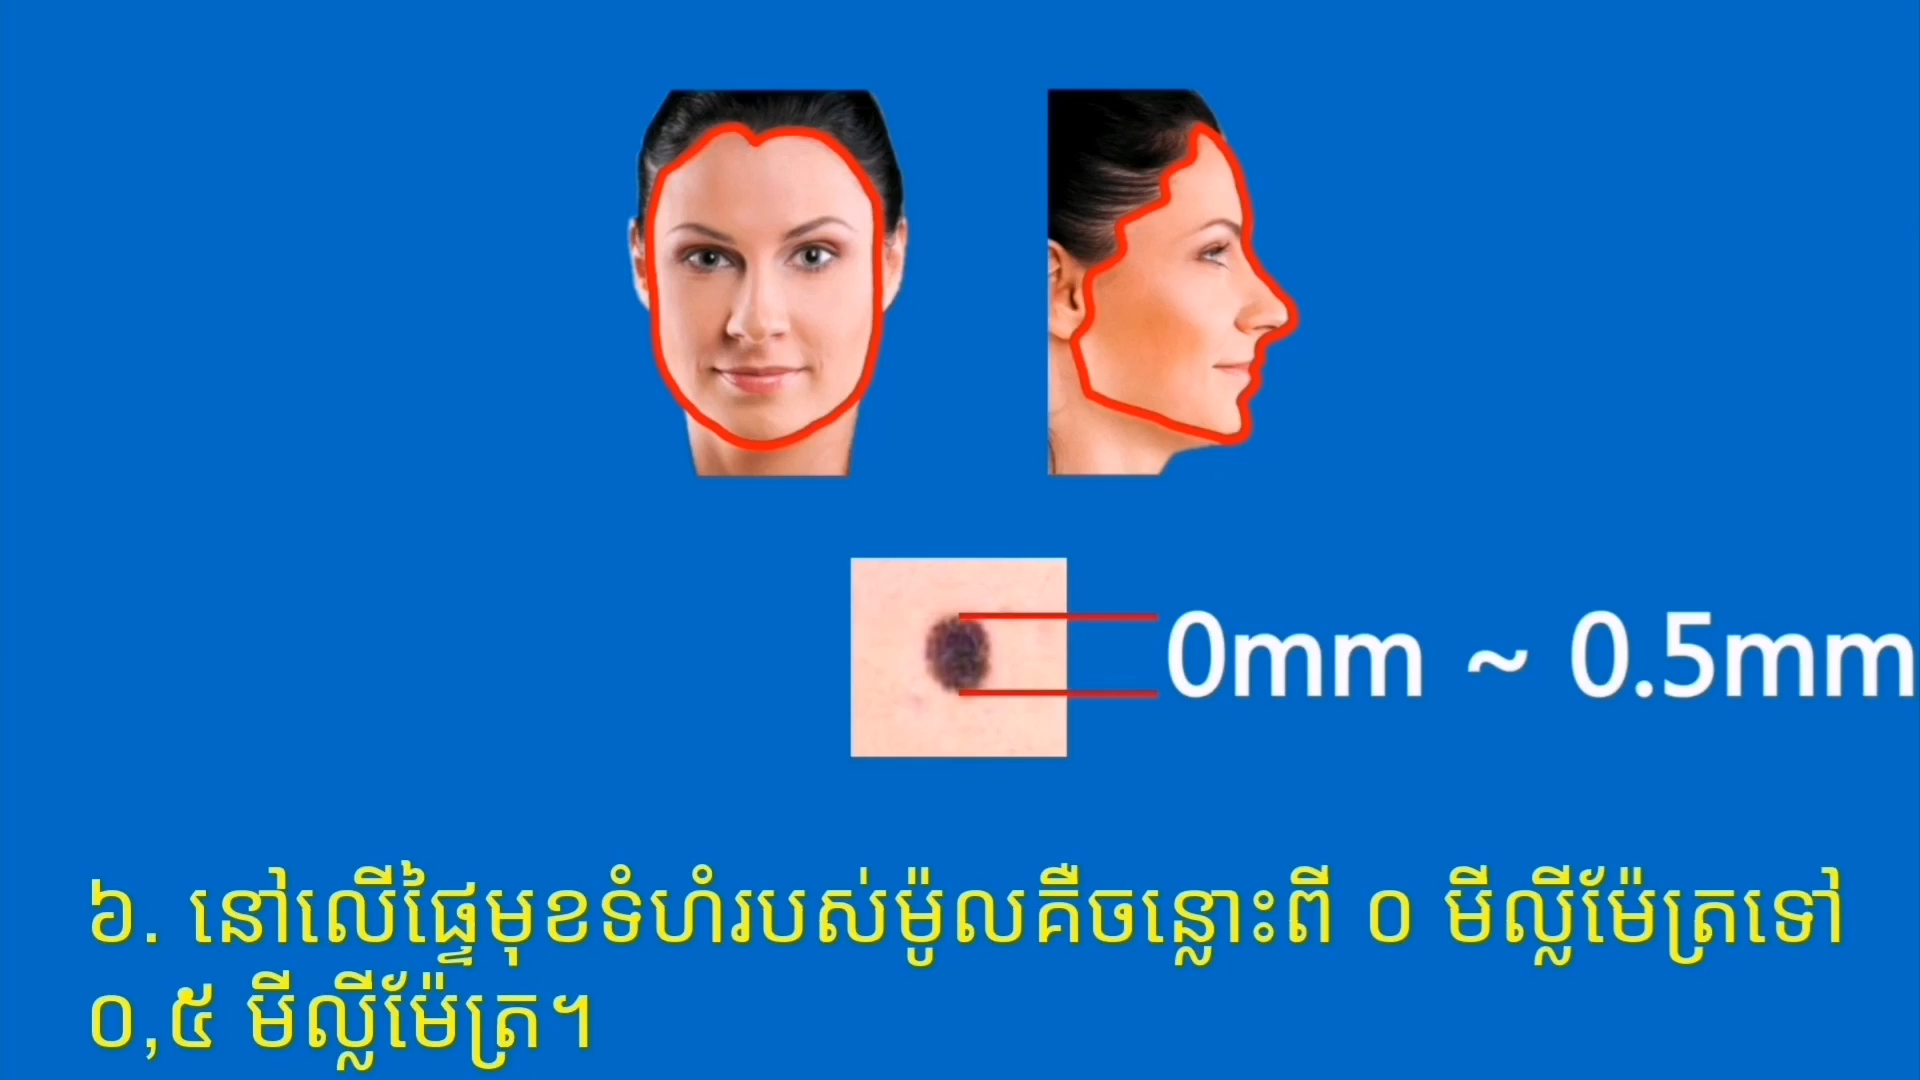 0mm ~ 0.5mm
៦. នៅលើផ្ទៃមុខទំហំរបស់ម៉ូលគឺចន្លោះពី ០ មីល្លីម៉ែត្រទៅ
០,៥ មីល្លីម៉ែត្រ។